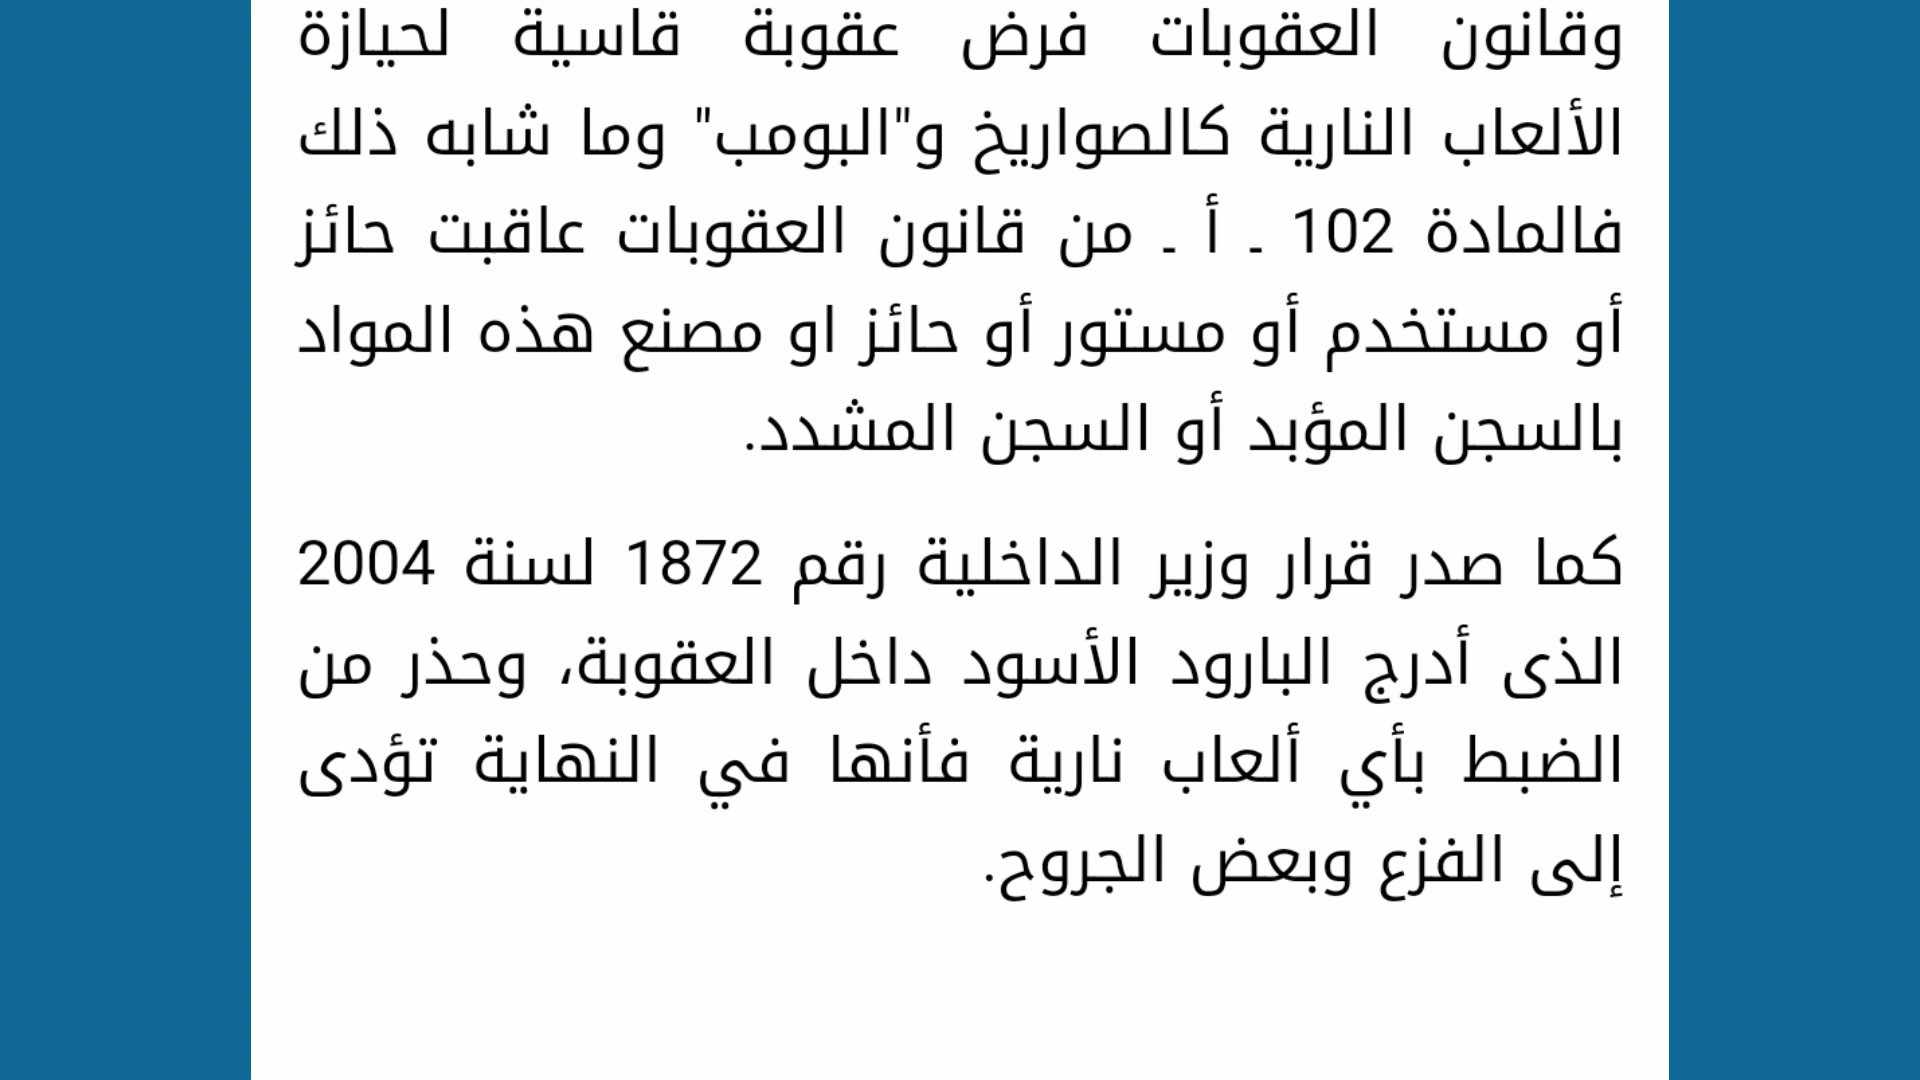 وقانون العقوبات فرض عقوبة قاسية لحيازة
الألعاب النارية كالصواريخ و"البومب" وما شابه ذلك
فالمادة 102 ـ أ ـ من قانون العقوبات عاقبت حائز
أو مستخدم أو مستور أو حائز او مصنع هذه المواد
بالسجن المؤبد أو السجن المشدد.
كما صدر قرار وزير الداخلية رقم 1872 لسنة 2004
الذى أدرج البارود الأسود داخل العقوبة، وحذر من
الضبط بأي ألعاب نارية فأنها في النهاية تؤدى
إلى الفزع وبعض الجروح.